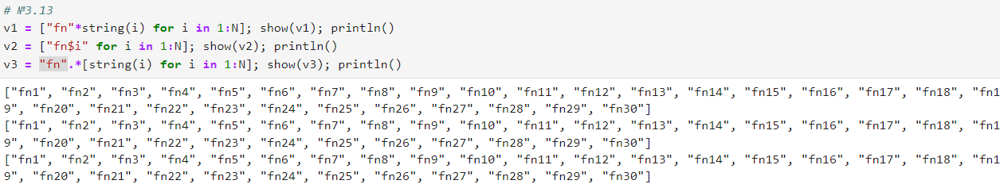 # №3.13
v1 = ["fn"*string(i) for i in 1:N]; show(v1); println()
v2 = ["fn$i" for i in 1:N]; show(v2); println()
v3 = "fn".*[string(i) for i in 1:N]; show(v3); println()
["fn1", "fn2", "fn3", "fn4", "fn5", "fn6", "fn7", "fn8", "fn9", "fn10", "fn11", "fn12", "fn13", "fn14", "fn15", "fn16", "fn17", "fn18", "fn1
9", "fn20", "fn21", "fn22", "fn23", "fn24", "fn25", "fn26", "fn27", "fn28", "fn29", "fn30"]
["fn1", "fn2", "fn3", "fn4", "fn5", "fn6", "fn7", "fn8", "fn9", "fn10", "fn11", "fn12", "fn13", "fn14", "fn15", "fn16", "fn17", "fn18", "fn1
9", "fn20", "fn21", "fn22", "fn23", "fn24", "fn25", "fn26", "fn27", "fn28", "fn29", "fn30"]
["fn1", "fn2", "fn3", "fn4", "fn5", "fn6", "fn7", "fn8", "fn9", "fn10", "fn11", "fn12", "fn13", "fn14", "fn15", "fn16", "fn17", "fn18", "fn1
9", "fn20", "fn21", "fn22", "fn23", "fn24", "fn25", "fn26", "fn27", "fn28", "fn29", "fn30"]